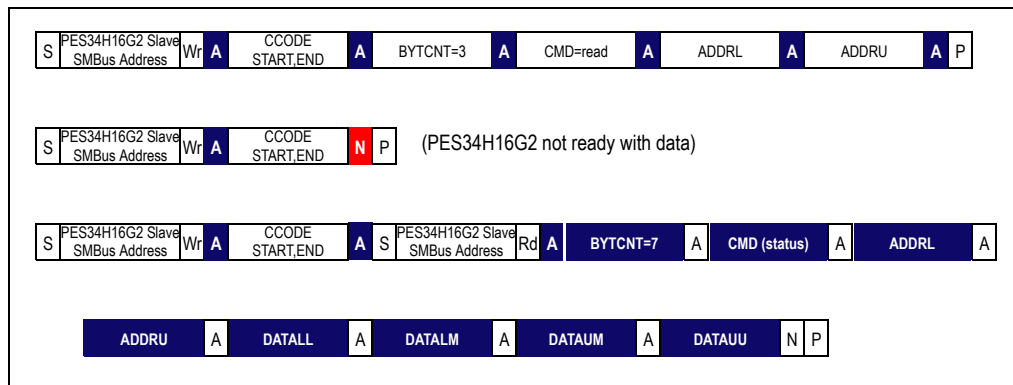 S PES34H16G2 Slave SMBus Address Wr A CCODE START,END A BYTCNT=3 A CMD=read A ADDRL A ADDRU A P
S PES34H16G2 Slave SMBus Address Wr A CCODE START,END N P (PES34H16G2 not ready with data)
S PES34H16G2 Slave SMBus Address Wr A CCODE START,END A S PES34H16G2 Slave SMBus Address Rd A BYTCNT=7 A CMD (status) A ADDRL A
ADDRU A DATALL A DATALM A DATAUM A DATAUU N P